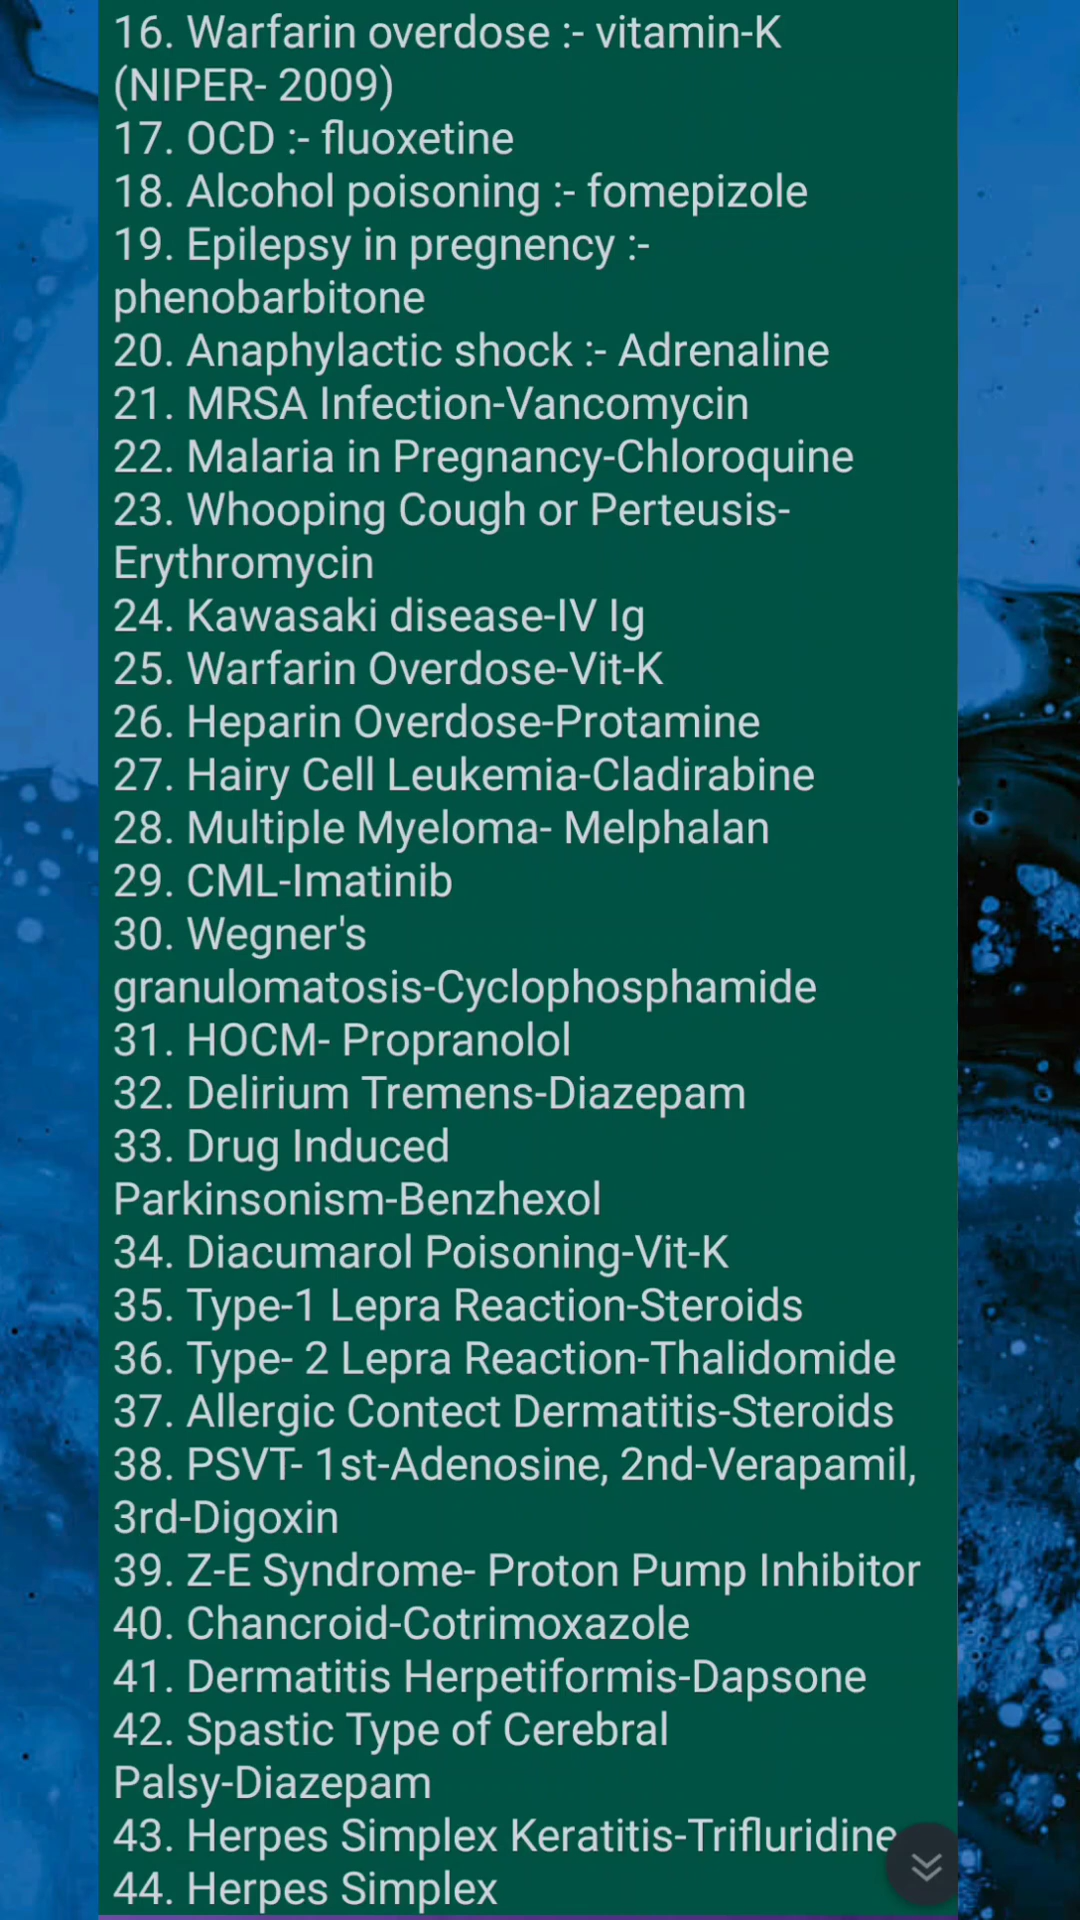 16. Warfarin overdose :- vitamin-K
(NIPER- 2009)
17. OCD :- fluoxetine
18. Alcohol poisoning :- fomepizole
19. Epilepsy in pregnency :-
phenobarbitone
20. Anaphylactic shock :- Adrenaline
21. MRSA Infection-Vancomycin
22. Malaria in Pregnancy-Chloroquine
23. Whooping Cough or Perteusis-
Erythromycin
24. Kawasaki disease-IV Ig
25. Warfarin Overdose-Vit-K
26. Heparin Overdose-Protamine
27. Hairy Cell Leukemia-Cladirabine
28. Multiple Myeloma- Melphalan
29. CML-Imatinib
30. Wegner's
granulomatosis-Cyclophosphamide
31. HOCM- Propranolol
32. Delirium Tremens-Diazepam
33. Drug Induced
Parkinsonism-Benzhexol
34. Diacumarol Poisoning-Vit-K
35. Type-1 Lepra Reaction-Steroids
36. Type- 2 Lepra Reaction-Thalidomide
37. Allergic Contect Dermatitis-Steroids
38. PSVT- 1st-Adenosine, 2nd-Verapamil,
3rd-Digoxin
39. Z-E Syndrome- Proton Pump Inhibitor
40. Chancroid-Cotrimoxazole
41. Dermatitis Herpetiformis-Dapsone
42. Spastic Type of Cerebral
Palsy-Diazepam
43. Herpes Simplex Keratitis-Trifluridine
44. Herpes Simplex